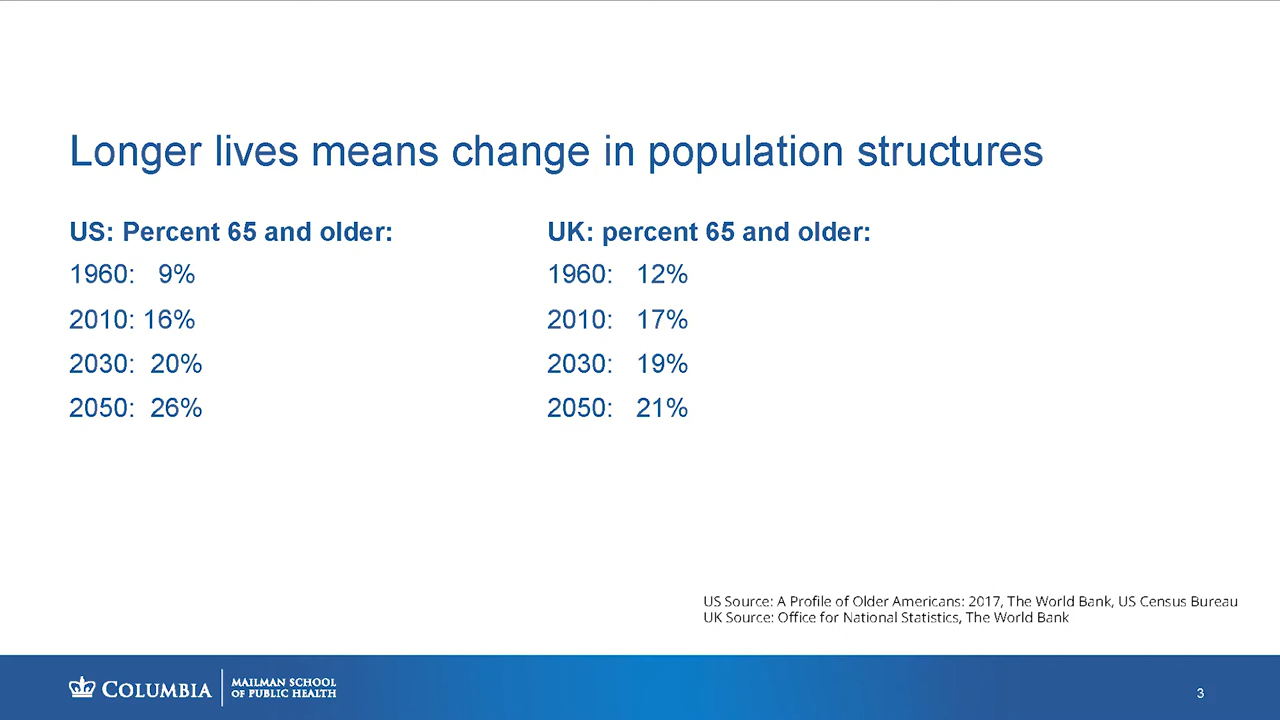 Longer lives means change in population structures
US: Percent 65 and older:
1960: 9%
2010: 16%
2030: 20%
2050: 26%
UK: percent 65 and older:
1960: 12%
2010: 17%
2030: 19%
2050: 21%
US Source: A Profile of Older Americans: 2017, The World Bank, US Census Bureau
UK Source: Office for National Statistics, The World Bank
COLUMBIA
MAILMAN SCHOOL
OF PUBLIC HEALTH
3